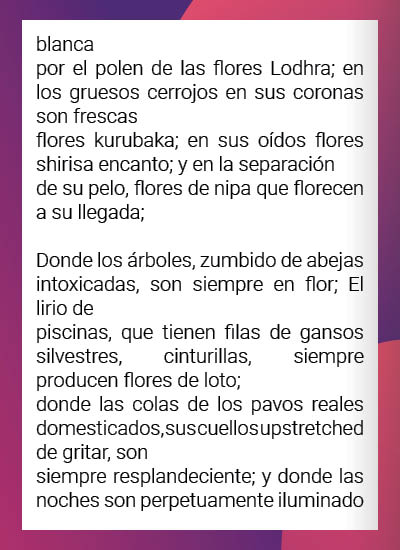 blanca
por el polen de las flores Lodhra; en
los gruesos cerrojos en sus coronas
son frescas
flores kurubaka; en sus oídos flores
shirisa encanto; y en la separación
de su pelo, flores de nipa que florecen
a su llegada;

Donde los árboles, zumbido de abejas
intoxicadas, son siempre en flor; El
lirio de
piscinas, que tienen filas de gansos
silvestres, cinturillas, siempre
producen flores de loto;
donde las colas de los pavos reales
domesticados,suscuellosupstretched
de gritar, son
siempre resplandeciente; y donde las
noches son perpetuamente iluminado